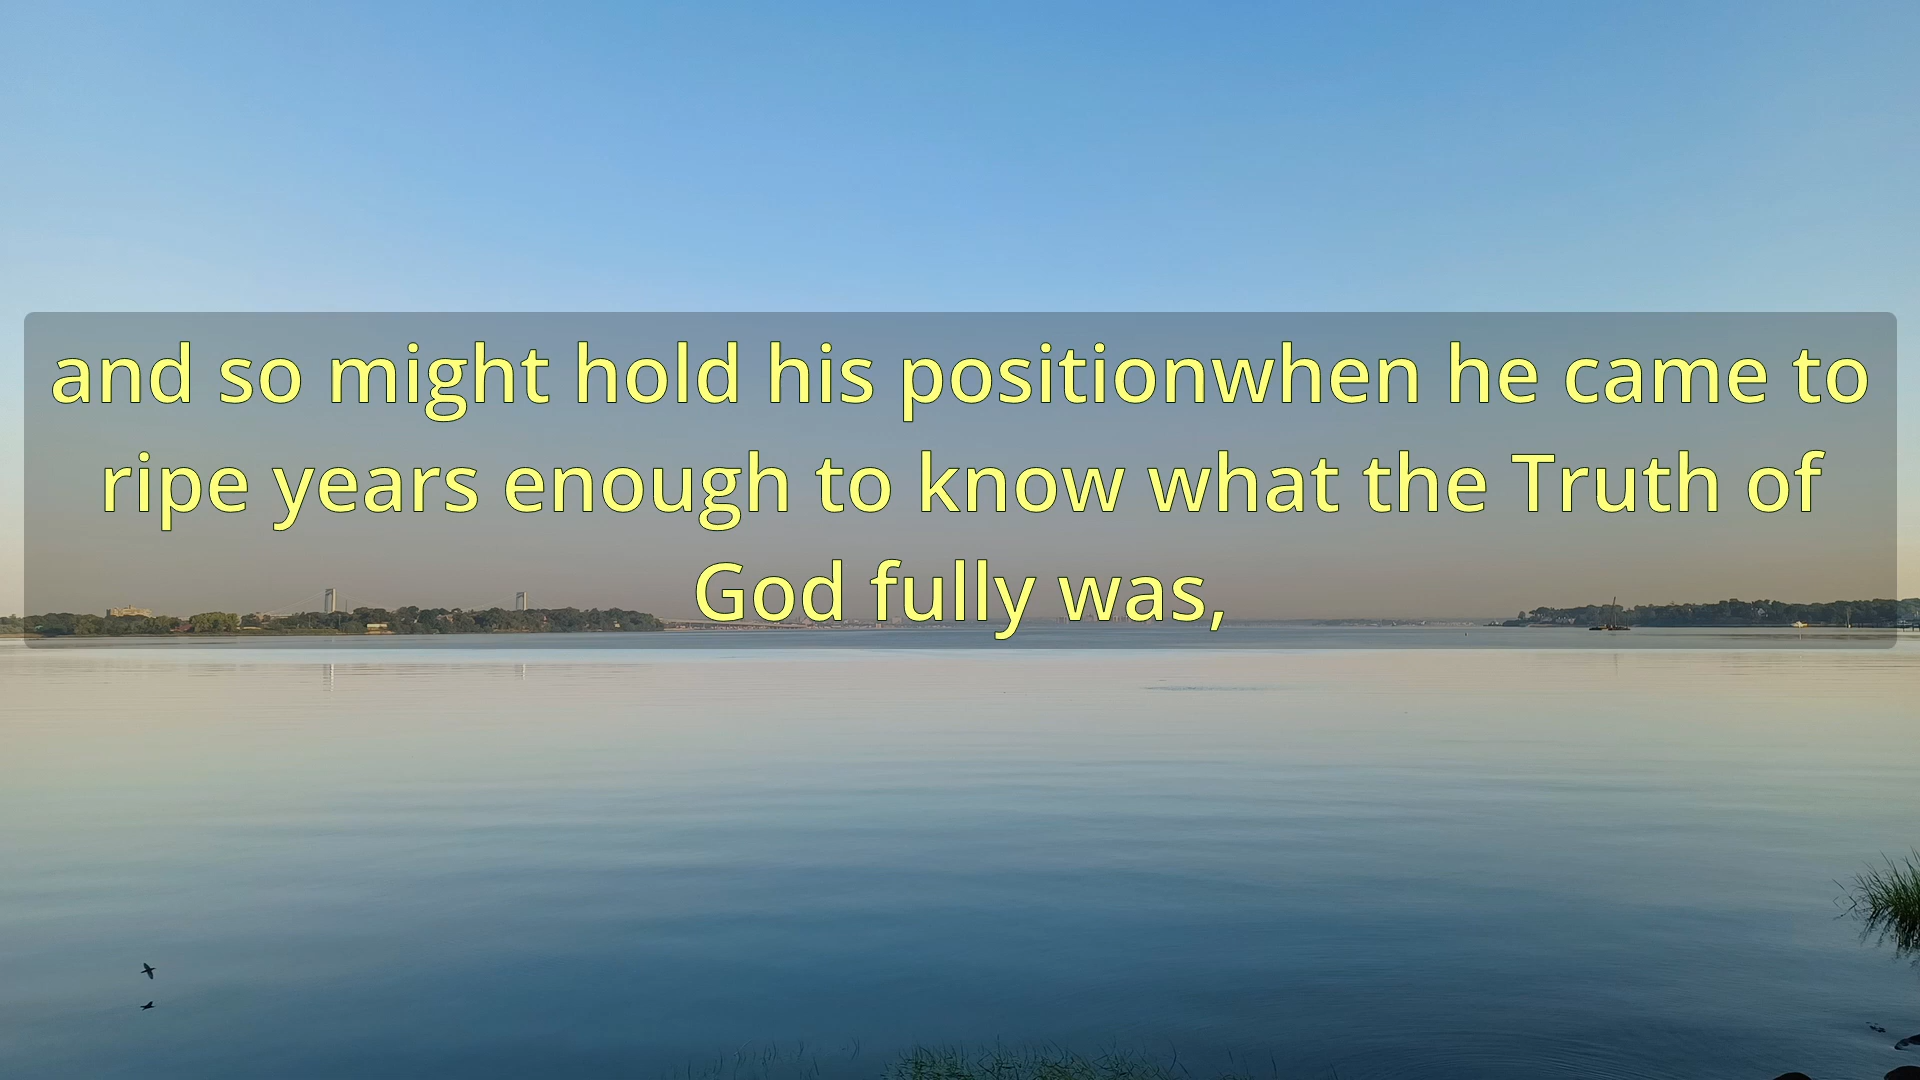 and so might hold his positionwhen he came to
ripe years enough to know what the Truth of
God fully was,